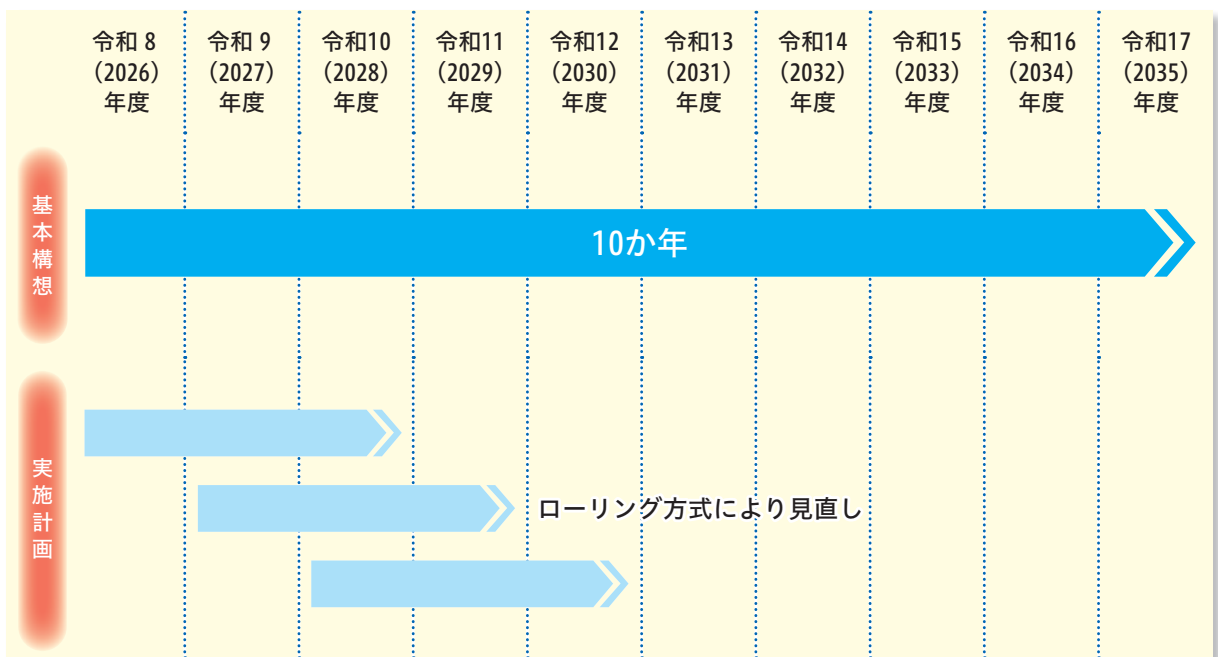 令和 8
（2026）
年度
令和 9
（2027）
年度
令和10
（2028）
年度
令和11
（2029）
年度
令和12
（2030）
年度
令和13
（2031）
年度
令和14
（2032）
年度
令和15
（2033）
年度
令和16
（2034）
年度
令和17
（2035）
年度
基本構想
10か年
実施計画
ローリング方式により見直し